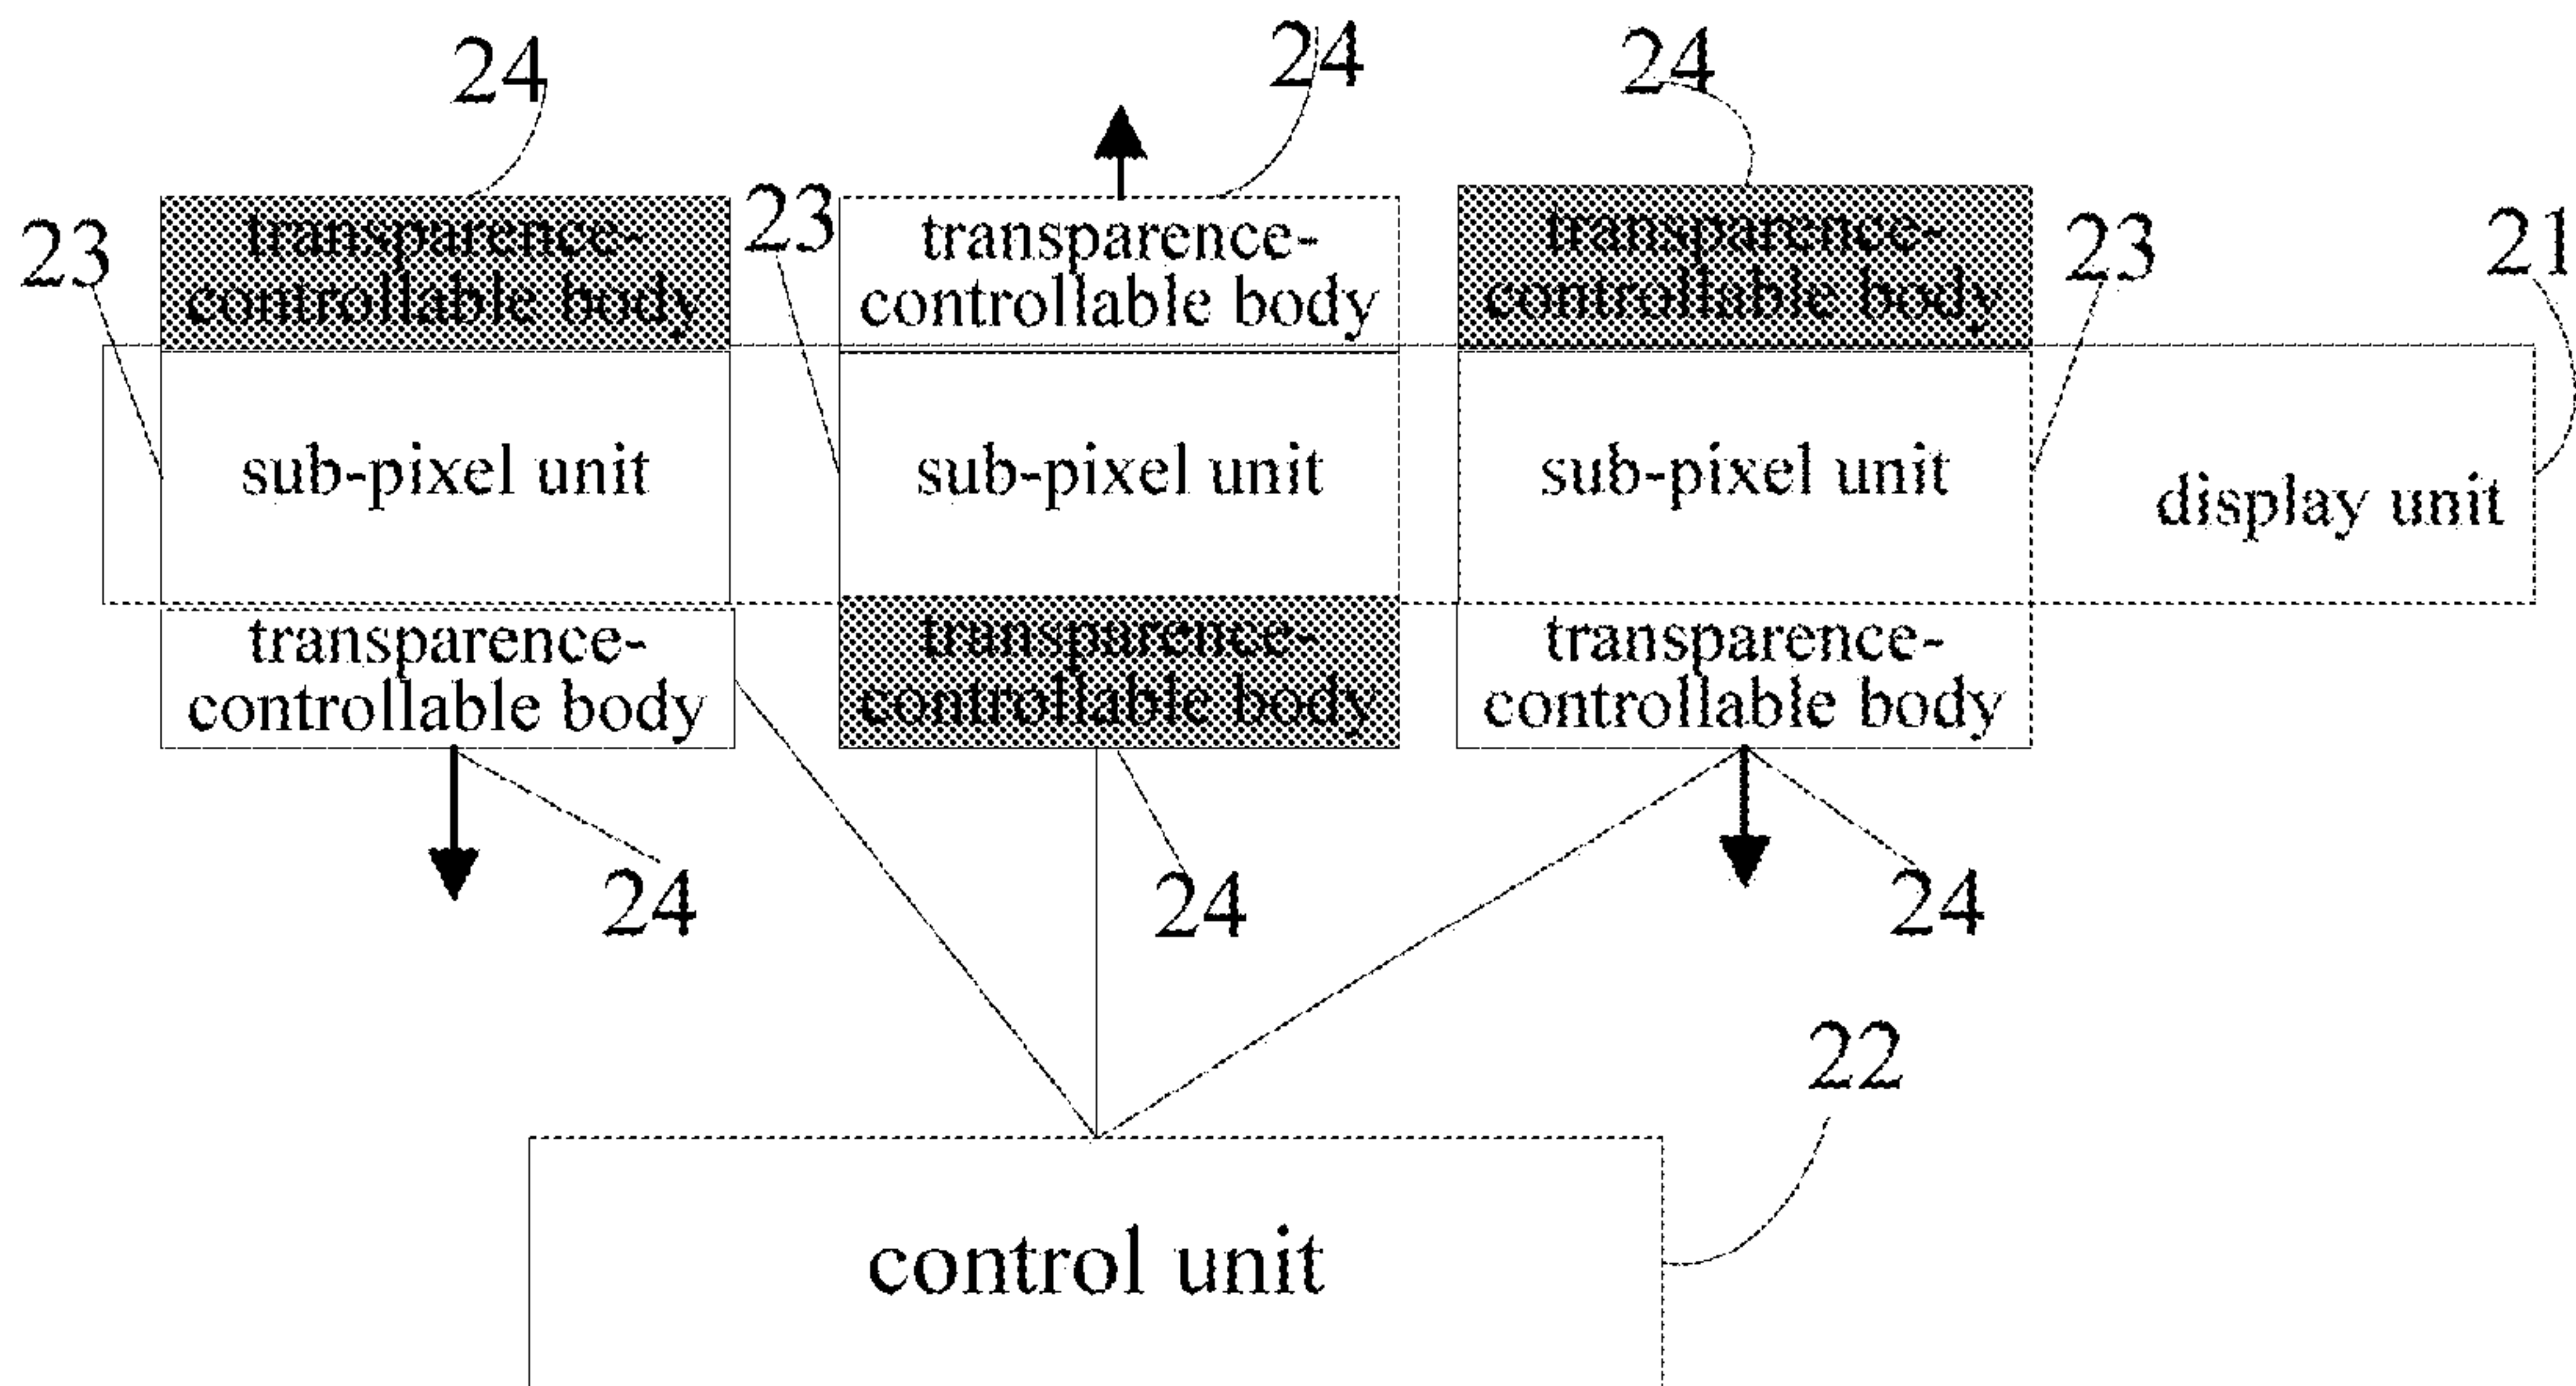 24 24 24
23 transparence-controllable body 23 transparence-controllable body transparence-controllable body 23 21
sub-pixel unit sub-pixel unit sub-pixel unit display unit
transparence-controllable body transparence-controllable body transparence-controllable body
24 24 24
22
control unit